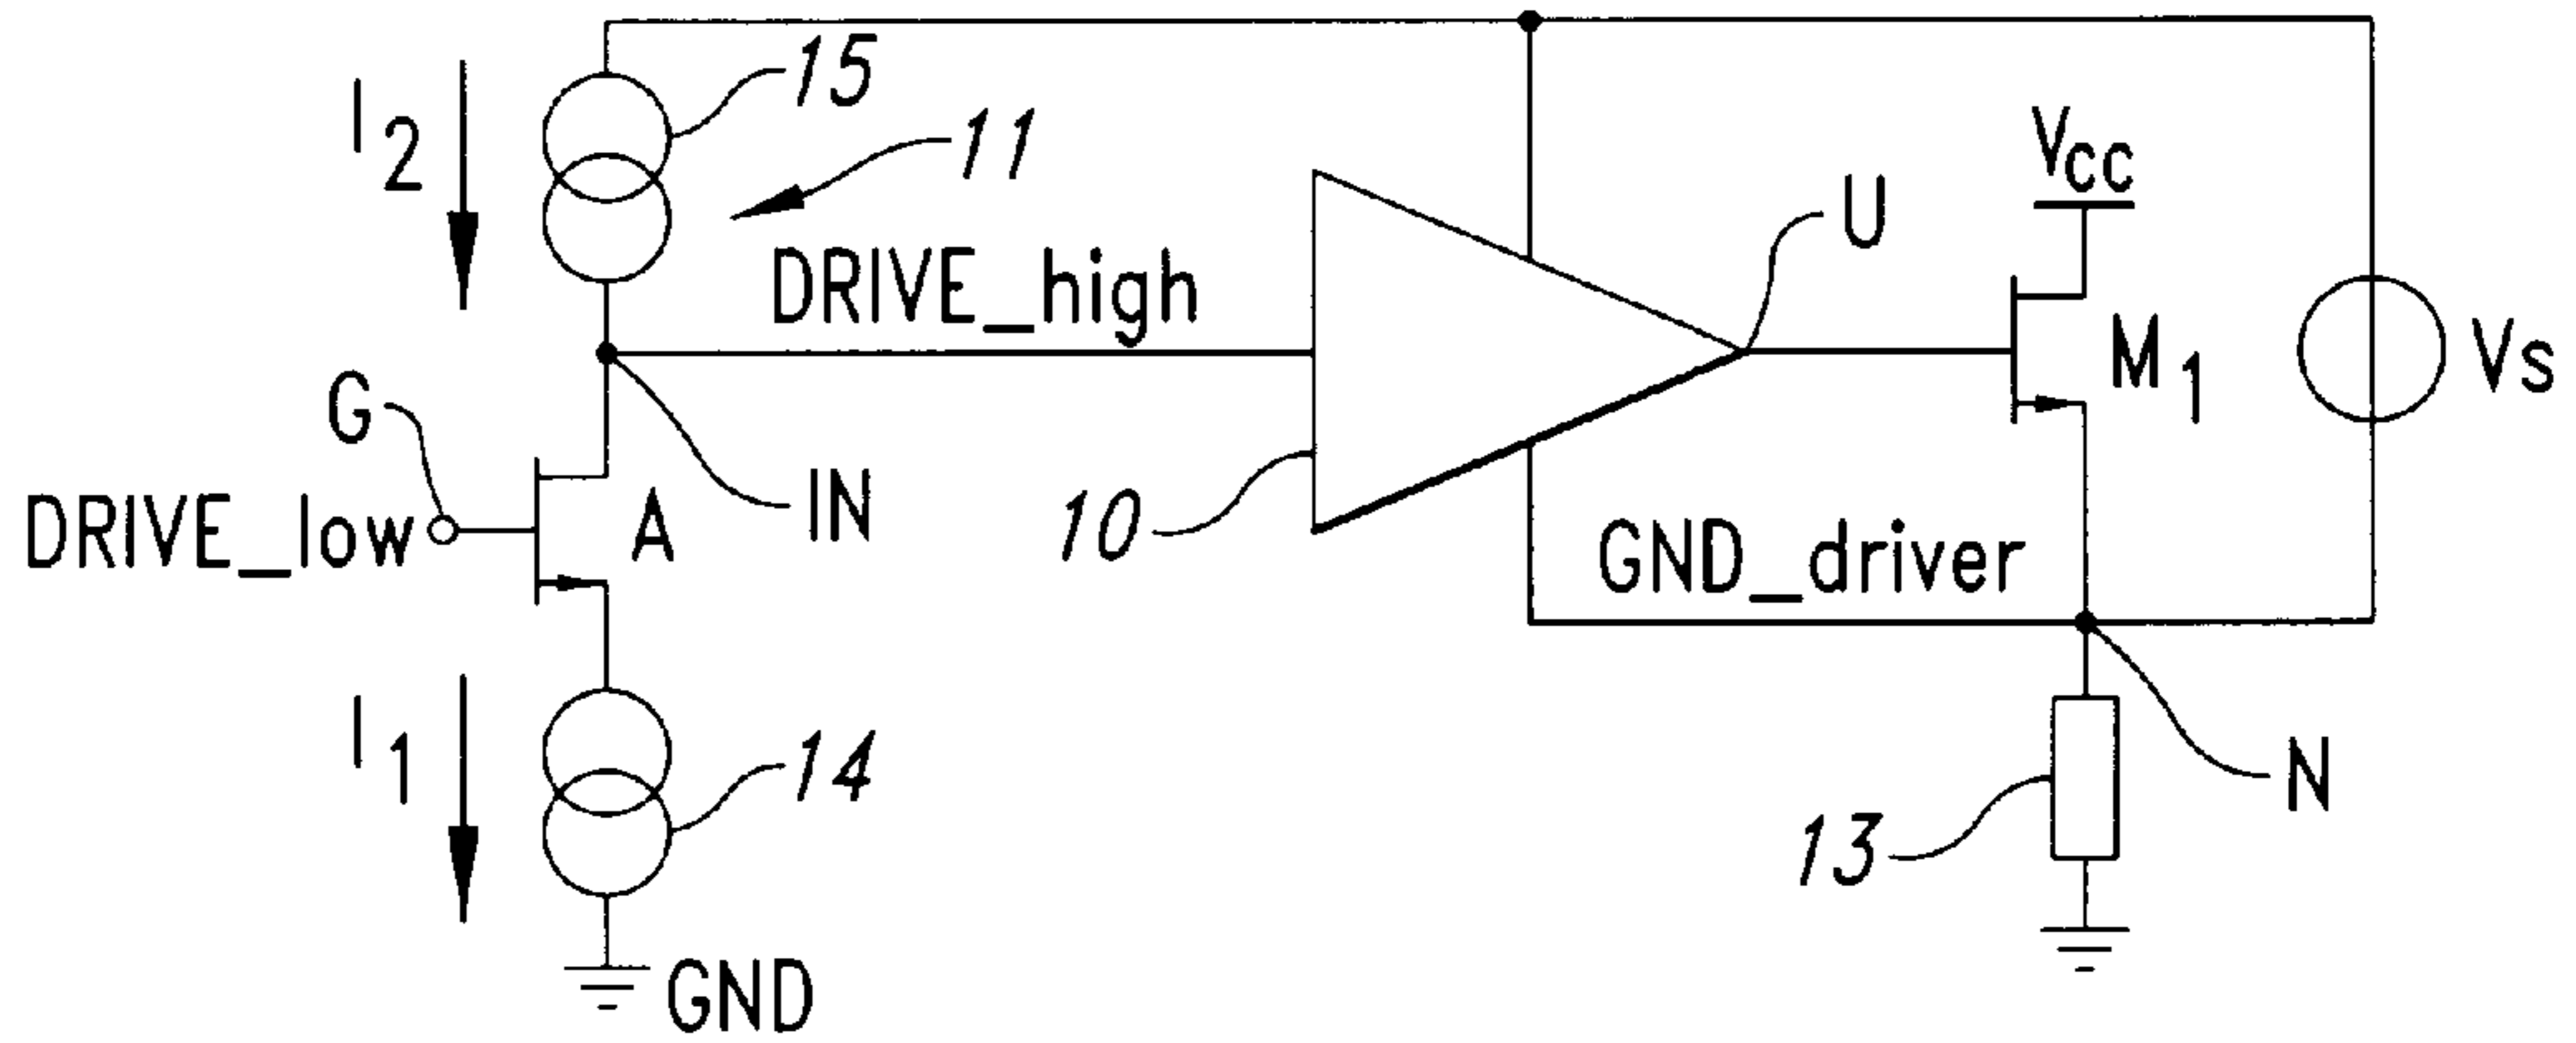 15
I2
11
VCC
U
DRIVE_high
M1
VS
G
IN
DRIVE_low
A
10
GND_driver
I1
14
N
13
GND